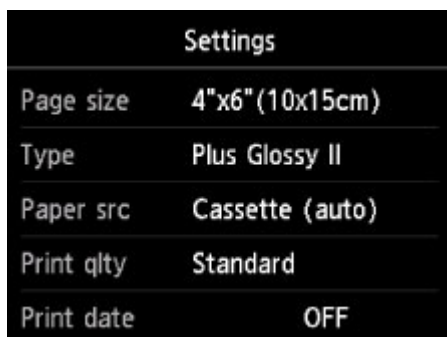 Settings
Page size 4"x6"(10x15cm)
Type Plus Glossy II
Paper src Cassette (auto)
Print qlty Standard
Print date OFF